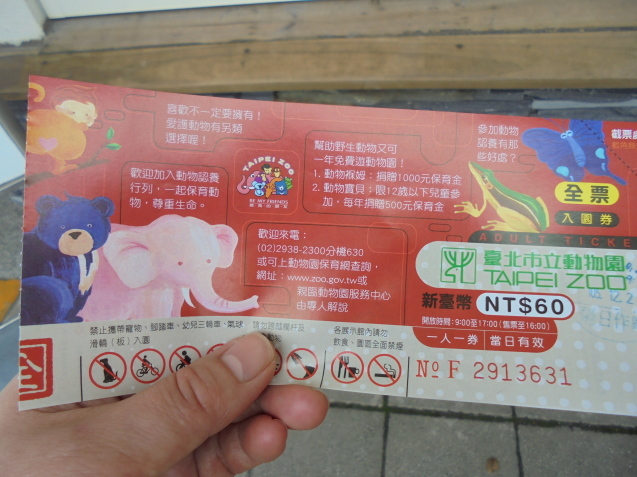 喜歡不一定要擁有！
愛護動物有另類
選擇喔！
歡迎加入動物認養
行列，一起保育動
物，尊重生命。
TAIPEI ZOO
幫助野生動物又可
一年免費遊動物園！
1. 動物褓姆：捐贈1000元保育金
2. 動物寶貝：限12歲以下兒童參
加，每年捐贈500元保育金
歡迎來電：
(02)2938-2300分機630
或可上動物園保育網查詢，
網址：www.zoo.gov.tw或
親臨動物園服務中心
由專人解說
參加動物
認養有那
些好處？
全票
入園券
ADULT TICKE
臺北市立動物園
TAIPEI ZOO
新臺幣 NT$60
開放時間：9:00至17:00 (售票至16:00)
一人一券 當日有效
Nº F 2913631
禁止攜帶寵物、腳踏車、幼兒三輪車、氣球、
滑輪（板）入園
各館示館內請勿
飲食、園區全面禁煙